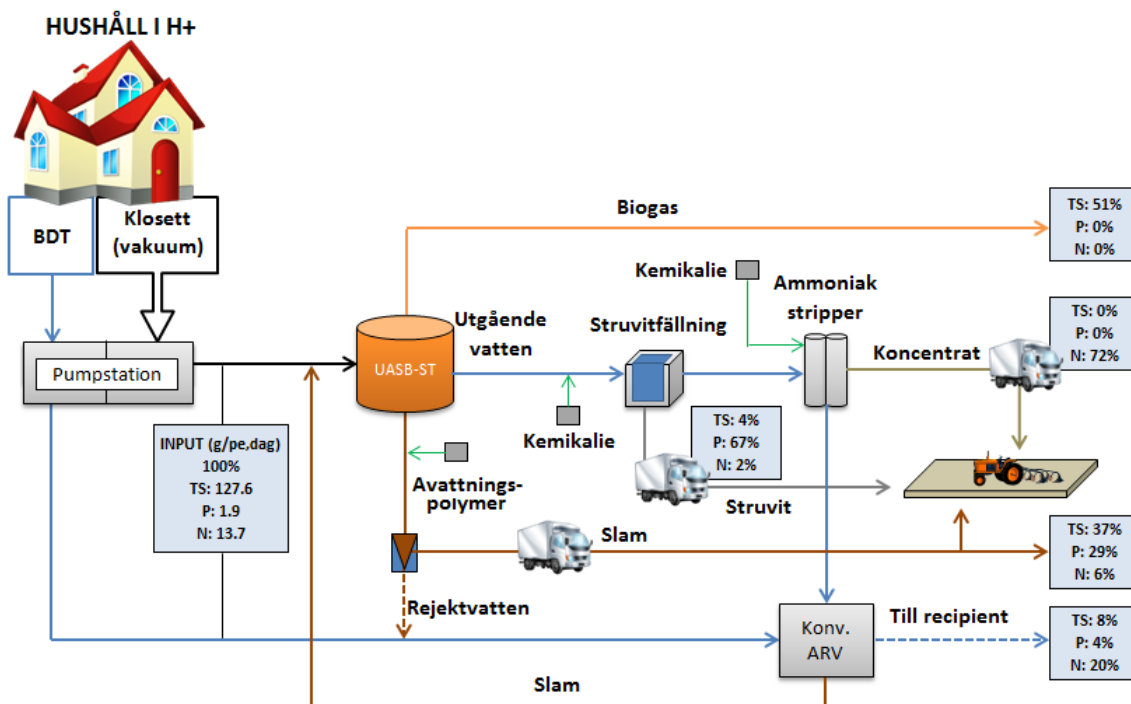 HUSHÅLL I H+
BDT
Klosett
(vakuum)
Pumpstation
INPUT (g/pe,dag)
100%
TS: 127.6
P: 1.9
N: 13.7
UASB-ST
Biogas
TS: 51%
P: 0%
N: 0%
Utgående
vatten
Kemikalie
Struvitfällning
Kemikalie
Ammoniak
stripper
Koncentrat
TS: 0%
P: 0%
N: 72%
TS: 4%
P: 67%
N: 2%
Struvit
Avattnings-
polymer
Slam
TS: 37%
P: 29%
N: 6%
Rejektvatten
Konv.
ARV
Till recipient
TS: 8%
P: 4%
N: 20%
Slam